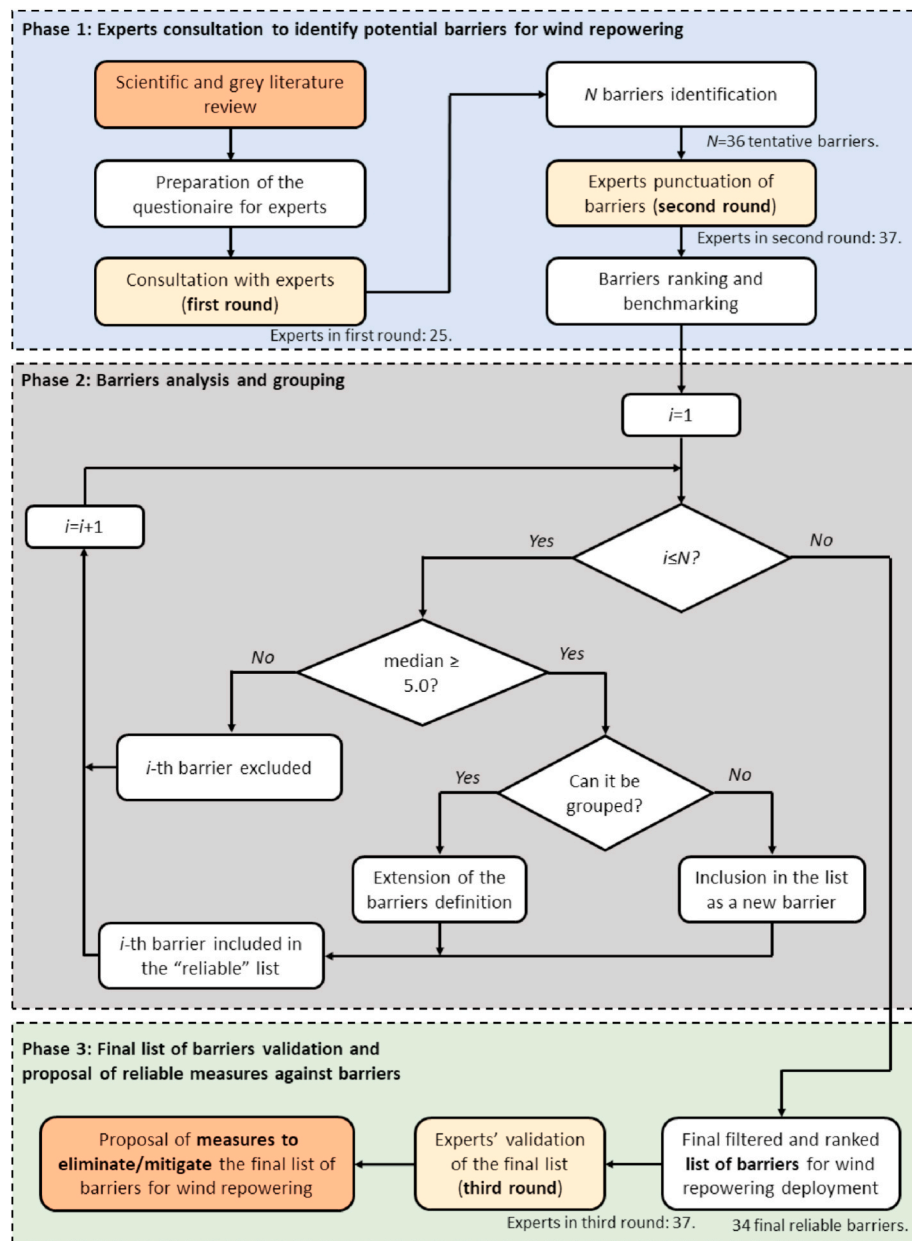 Phase 1: Experts consultation to identify potential barriers for wind repowering
Scientific and grey literature
review
Preparation of the
questionaire for experts
Consultation with experts
(first round)
Experts in first round: 25.
N barriers identification
N=36 tentative barriers.
Experts punctuation of
barriers (second round)
Experts in second round: 37.
Barriers ranking and
benchmarking
Phase 2: Barriers analysis and grouping
i=1
i=i+1
i≤N?
Yes
No
median ≥
5.0?
No
Yes
i-th barrier excluded
Can it be
grouped?
Yes
No
Extension of the
barriers definition
Inclusion in the list
as a new barrier
i-th barrier included in
the “reliable” list
Phase 3: Final list of barriers validation and
proposal of reliable measures against barriers
Proposal of measures to
eliminate/mitigate the final list of
barriers for wind repowering
Experts’ validation
of the final list
(third round)
Experts in third round: 37.
Final filtered and ranked
list of barriers for wind
repowering deployment
34 final reliable barriers.